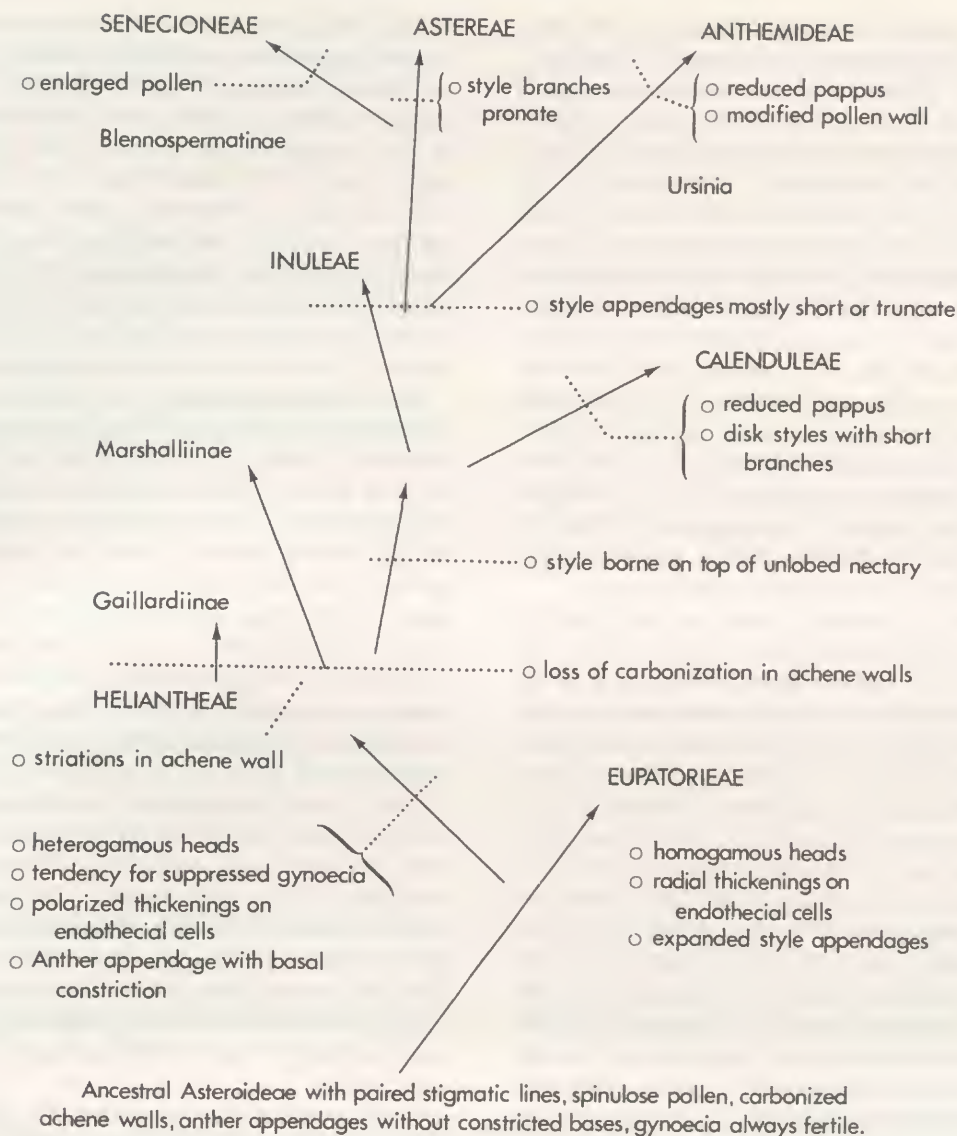 SENECIONEAE
ASTEREAE
ANTHEMIDEAE
○ enlarged pollen
○ style branches
pronate
○ reduced pappus
○ modified pollen wall
Blennospermatinae
Ursinia
INULEAE
○ style appendages mostly short or truncate
CALENDULEAE
○ reduced pappus
○ disk styles with short
branches
Marshalliinae
○ style borne on top of unlobed nectary
Gaillardiinae
○ loss of carbonization in achene walls
HELIANTHEAE
○ striations in achene wall
EUPATORIEAE
○ heterogamous heads
○ tendency for suppressed gynoecia
○ polarized thickenings on
endothecial cells
○ Anther appendage with basal
constriction
○ homogamous heads
○ radial thickenings on
endothecial cells
○ expanded style appendages
Ancestral Asteroideae with paired stigmatic lines, spinulose pollen, carbonized
achene walls, anther appendages without constricted bases, gynoecia always fertile.